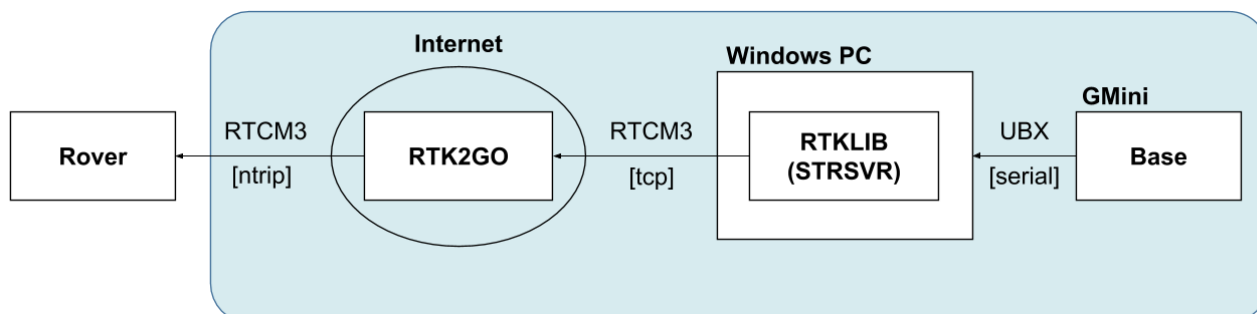 Internet
Windows PC
GMini
Rover
RTCM3
[ntrip]
RTK2GO
RTCM3
[tcp]
RTKLIB
(STRSVR)
UBX
[serial]
Base